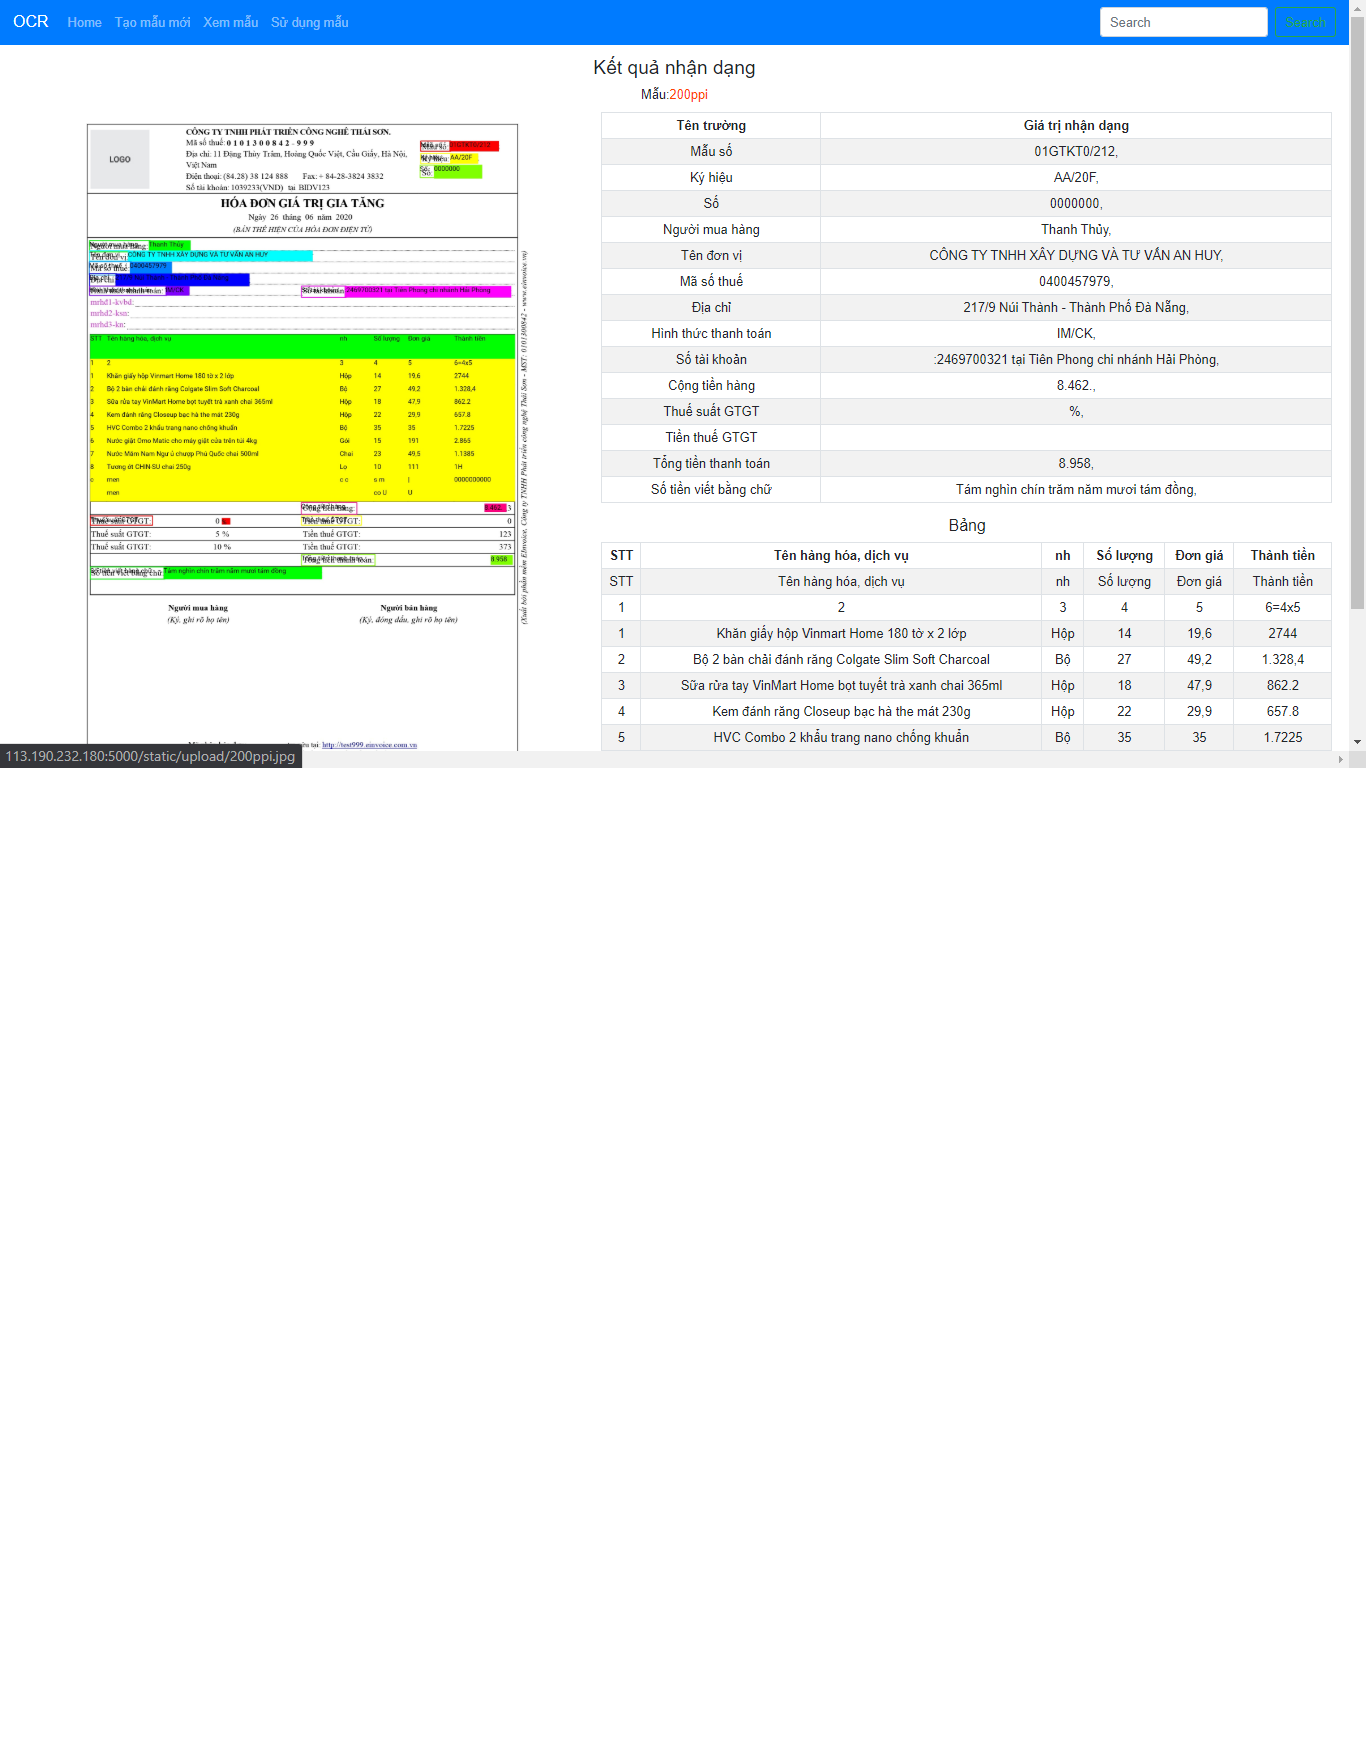 OCR Home Tạo mẫu mới Xem mẫu Sử dụng mẫu Search Search
LOGO
CÔNG TY TNHH PHÁT TRIỂN CÔNG NGHỆ THÁI SƠN.
Mã số thuế: 0 1 0 1 3 0 0 8 4 2 - 9 9 9
Địa chỉ: 11 Đặng Thùy Trâm, Hoàng Quốc Việt, Cầu Giấy, Hà Nội,
Việt Nam
Điện thoại: (84.28) 38 124 888 Fax: + 84-28-3824 3832
Số tài khoản: 1039233(VND) tại BIDV123
01GTKT0/212
Ký hiệu AA/20F
Số: 0000000
HÓA ĐƠN GIÁ TRỊ GIA TĂNG
Ngày 26 tháng 06 năm 2020
(BẢN THỂ HIỆN CỦA HÓA ĐƠN ĐIỆN TỬ)
Người mua hàng Thanh Thủy
Tên đơn vị CÔNG TY TNHH XÂY DỰNG VÀ TƯ VẤN AN HUY
Mã số thuế 0400457979
Địa chỉ
IM/CK
Số tài khoản :2469700321 tại Tiên Phong chi nhánh Hải Phòng
mrhd1-kvbd:
mrhd2-ksn:
mrhd3-kn:
STT Tên hàng hóa, dịch vụ nh Số lượng Đơn giá Thành tiền
1 2 3 4 5 6=4x5
1 Khăn giấy hộp Vinmart Home 180 tờ x 2 lớp Hộp 14 19,6 2744
2 Bộ 2 bàn chải đánh răng Colgate Slim Soft Charcoal Bộ 27 49,2 1.328,4
3 Sữa rửa tay VinMart Home bọt tuyết trà xanh chai 365ml Hộp 18 47,9 862.2
4 Kem đánh răng Closeup bạc hà the mát 230g Hộp 22 29,9 657.8
5 HVC Combo 2 khẩu trang nano chống khuẩn Bộ 35 35 1.7225
6 Nước giặt Omo Matic cho máy giặt cửa trên túi 4kg Gói 15 191 2.865
7 Nước Mắm Nam Ngư ủ chượp Phú Quốc chai 500ml Chai 23 49,5 1.1385
8 Tương ớt CHIN-SU chai 250g Lọ 10 111 1H
o men c c s m | 0000000000
men co U U
Cộng tiền hàng: 8.462. 3
Thuế suất GTGT: 0 Tiền thuế GTGT: 0
Thuế suất GTGT: 5 % Tiền thuế GTGT: 123
Thuế suất GTGT: 10 % Tiền thuế GTGT: 373
Tổng tiền thanh toán 8.958
Số tiền viết bằng chữ Tám nghìn chín trăm năm mươi tám đồng
Người mua hàng Người bán hàng
(Ký, ghi rõ họ tên) (Ký, đóng dấu, ghi rõ họ tên)
(Xuất bởi phần mềm EInvoice, Công ty TNHH Phát triển công nghệ Thái Sơn - MST: 0101300842 - www.einvoice.vn)
tại http://test999.einvoice.com.vn
113.190.232.180:5000/static/upload/200ppi.jpg
Kết quả nhận dạng
Mẫu:200ppi
Tên trường Giá trị nhận dạng
Mẫu số 01GTKT0/212,
Ký hiệu AA/20F,
Số 0000000,
Người mua hàng Thanh Thủy,
Tên đơn vị CÔNG TY TNHH XÂY DỰNG VÀ TƯ VẤN AN HUY,
Mã số thuế 0400457979,
Địa chỉ 217/9 Núi Thành - Thành Phố Đà Nẵng,
Hình thức thanh toán IM/CK,
Số tài khoản :2469700321 tại Tiên Phong chi nhánh Hải Phòng,
Cộng tiền hàng 8.462.,
Thuế suất GTGT %,
Tiền thuế GTGT
Tổng tiền thanh toán 8.958,
Số tiền viết bằng chữ Tám nghìn chín trăm năm mươi tám đồng,
Bảng
STT Tên hàng hóa, dịch vụ nh Số lượng Đơn giá Thành tiền
STT Tên hàng hóa, dịch vụ nh Số lượng Đơn giá Thành tiền
1 2 3 4 5 6=4x5
1 Khăn giấy hộp Vinmart Home 180 tờ x 2 lớp Hộp 14 19,6 2744
2 Bộ 2 bàn chải đánh răng Colgate Slim Soft Charcoal Bộ 27 49,2 1.328,4
3 Sữa rửa tay VinMart Home bọt tuyết trà xanh chai 365ml Hộp 18 47,9 862.2
4 Kem đánh răng Closeup bạc hà the mát 230g Hộp 22 29,9 657.8
5 HVC Combo 2 khẩu trang nano chống khuẩn Bộ 35 35 1.7225